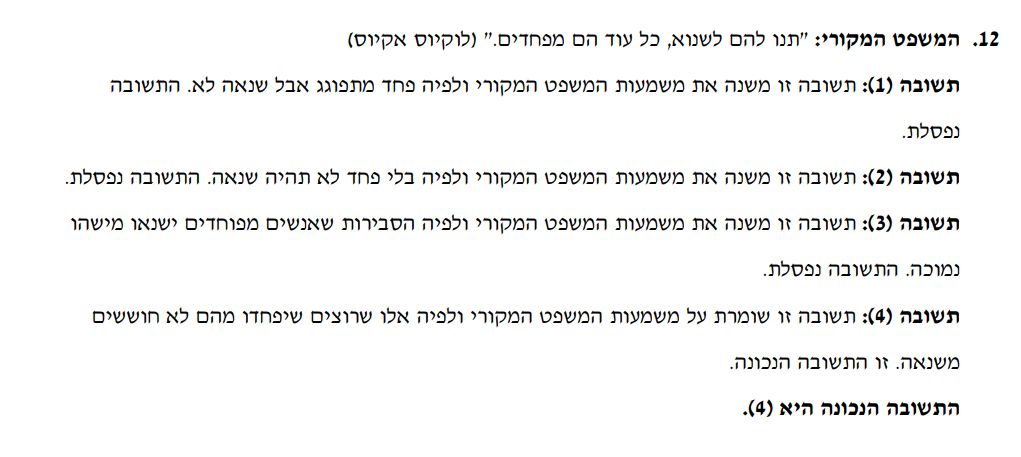 12. המשפט המקורי: "תנו להם לשנוא, כל עוד הם מפחדים." (לוקיוס אקיוס)
תשובה (1): תשובה זו משנה את משמעות המשפט המקורי ולפיה פחד מתפוגג אבל שנאה לא. התשובה
נפסלת.
תשובה (2): תשובה זו משנה את משמעות המשפט המקורי ולפיה בלי פחד לא תהיה שנאה. התשובה נפסלת.
תשובה (3): תשובה זו משנה את משמעות המשפט המקורי ולפיה הסבירות שאנשים מפוחדים ישנאו מישהו
נמוכה. התשובה נפסלת.
תשובה (4): תשובה זו שומרת על משמעות המשפט המקורי ולפיה אלו שרוצים שיפחדו מהם לא חוששים
משנאה. זו התשובה הנכונה.
התשובה הנכונה היא (4).